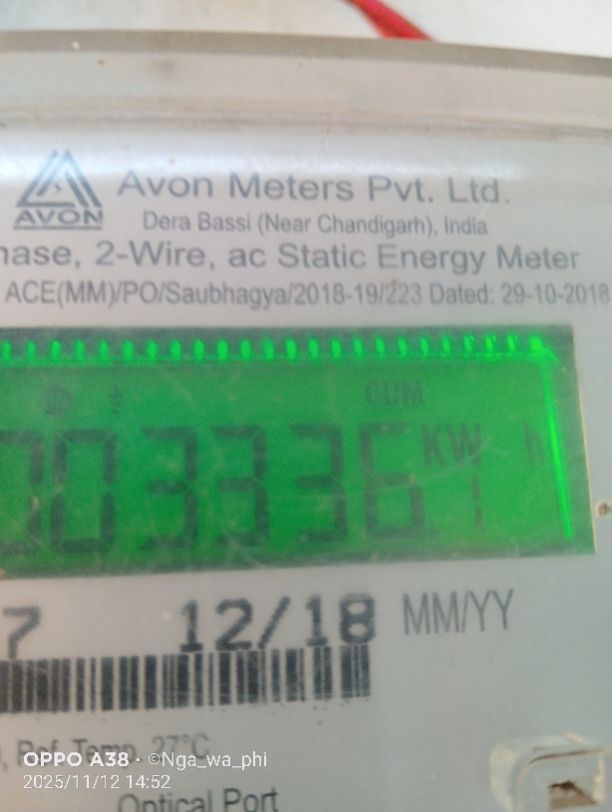 Avon Meters Pvt. Ltd.
AVON
Dera Bassi (Near Chandigarh), India
hase, 2-Wire, ac Static Energy Meter
ACE(MM)/PO/Saubhagya/2018-19/223 Dated: 29-10-2018
CUM
003336.1 KW h
7 12/18 MM/YY
, Ref. Temp. 27°C
OPPO A38 · ©Nga_wa_phi
2025/11/12 14:52
Optical Port